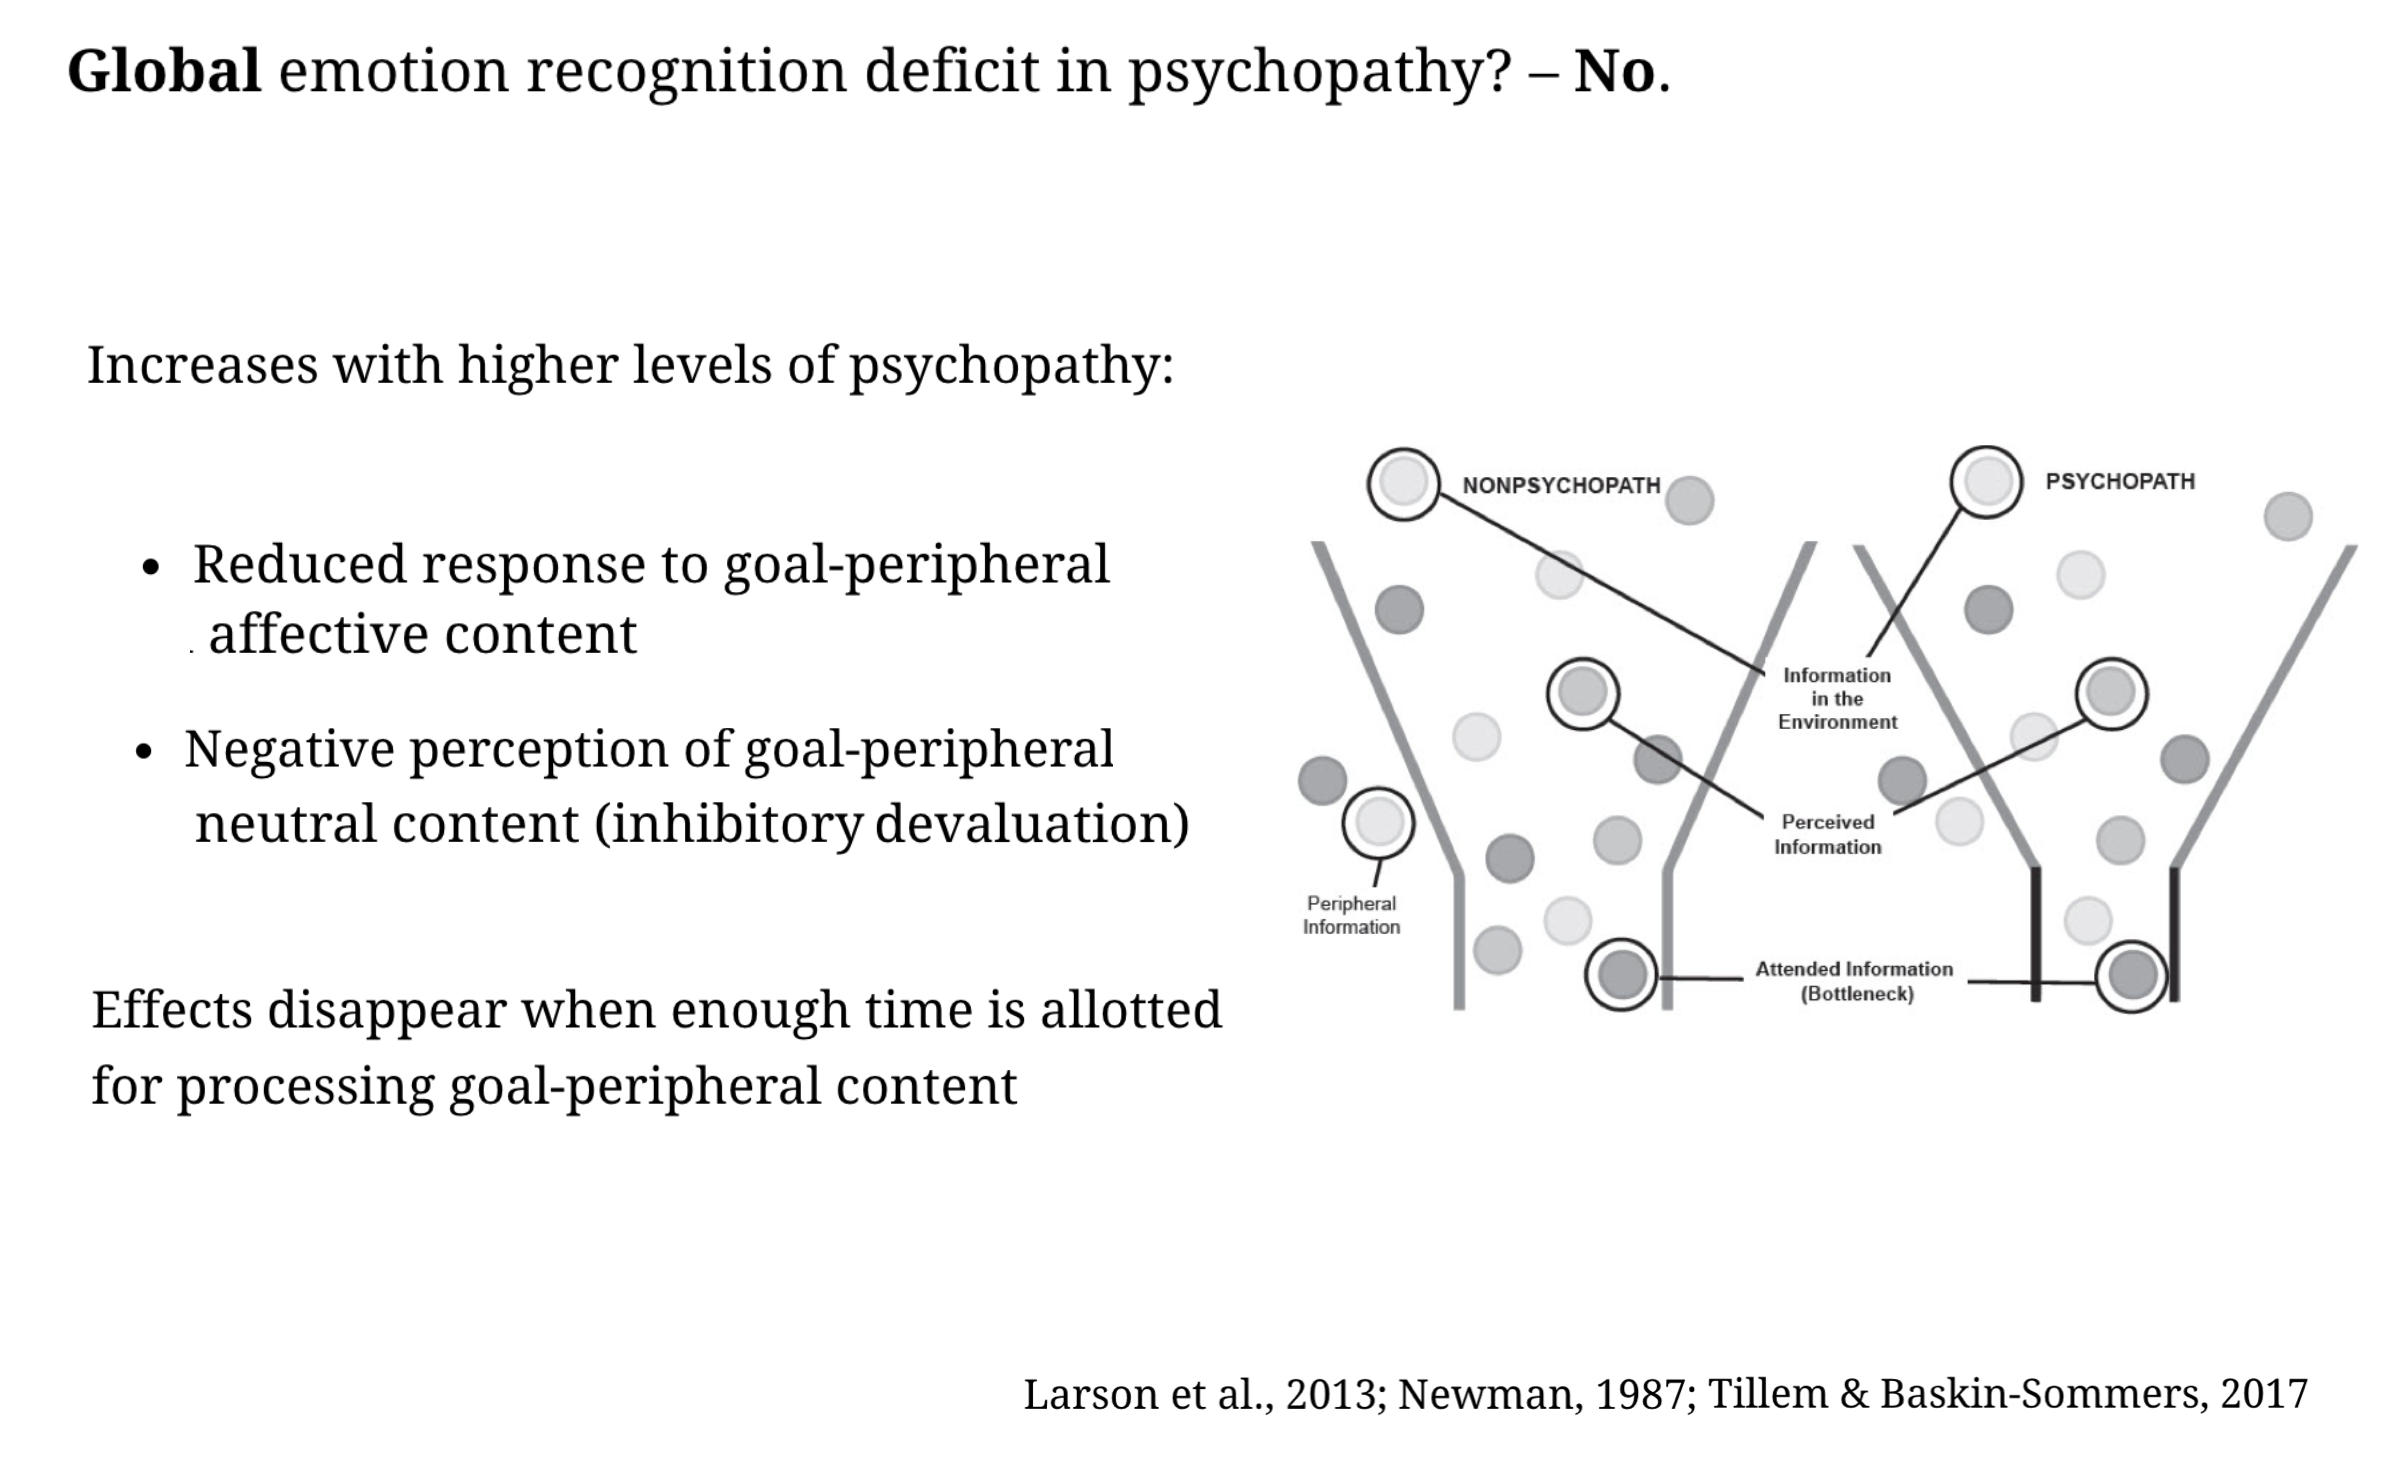 Global emotion recognition deficit in psychopathy? – No.
Increases with higher levels of psychopathy:
• Reduced response to goal-peripheral
. affective content
• Negative perception of goal-peripheral
neutral content (inhibitory devaluation)
Effects disappear when enough time is allotted
for processing goal-peripheral content
NONPSYCHOPATH
PSYCHOPATH
Information
in the
Environment
Perceived
Information
Peripheral
Information
Attended Information
(Bottleneck)
Larson et al., 2013; Newman, 1987; Tillem & Baskin-Sommers, 2017